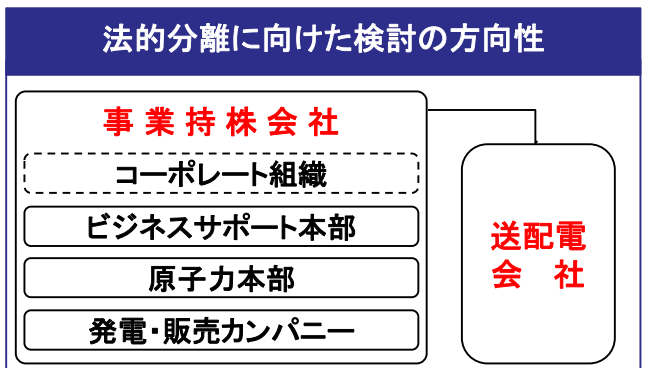 法的分離に向けた検討の方向性
事業持株会社
コーポレート組織
ビジネスサポート本部
原子力本部
発電・販売カンパニー
送配電
会　社